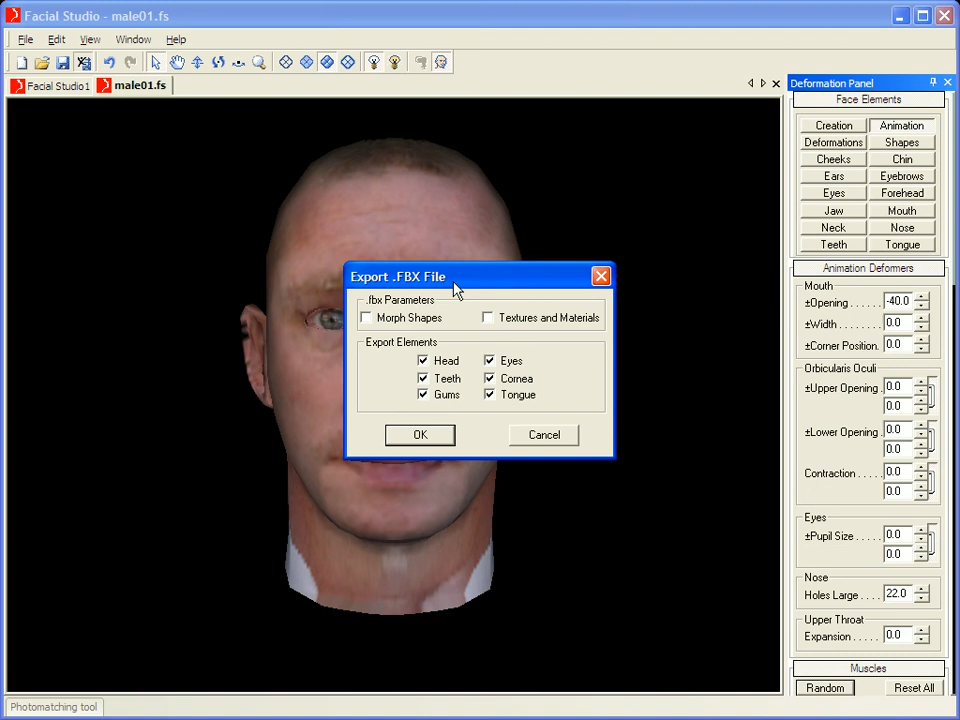 Facial Studio - male01.fs
File Edit View Window Help
Facial Studio1 male01.fs
Deformation Panel
Face Elements
Creation Animation
Deformations Shapes
Cheeks Chin
Ears Eyebrows
Eyes Forehead
Jaw Mouth
Neck Nose
Teeth Tongue
Animation Deformers
Mouth
±Opening . . . . . . -40.0
±Width . . . . . . 0.0
±Corner Position. 0.0
Orbicularis Oculi
±Upper Opening . 0.0
0.0
±Lower Opening . 0.0
0.0
Contraction . . . . . 0.0
0.0
Eyes
±Pupil Size . . . . . 0.0
0.0
Nose
Holes Large . . . . 22.0
Upper Throat
Expansion . . . . . 0.0
Muscles
Random Reset All
Export .FBX File
.fbx Parameters
Morph Shapes Textures and Materials
Export Elements
Head Eyes
Teeth Cornea
Gums Tongue
OK Cancel
Photomatching tool